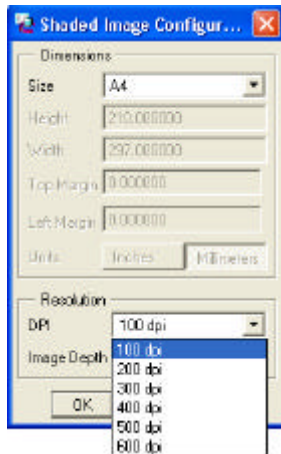 Shaded Image Configur...
Dimensions
Size A4
Height 210.000000
Width 297.000000
Top Margin 0.000000
Left Margin 0.000000
Units Inches Millimeters
Resolution
DPI 100 dpi
100 dpi
200 dpi
Image Depth
300 dpi
OK 400 dpi
500 dpi
600 dpi